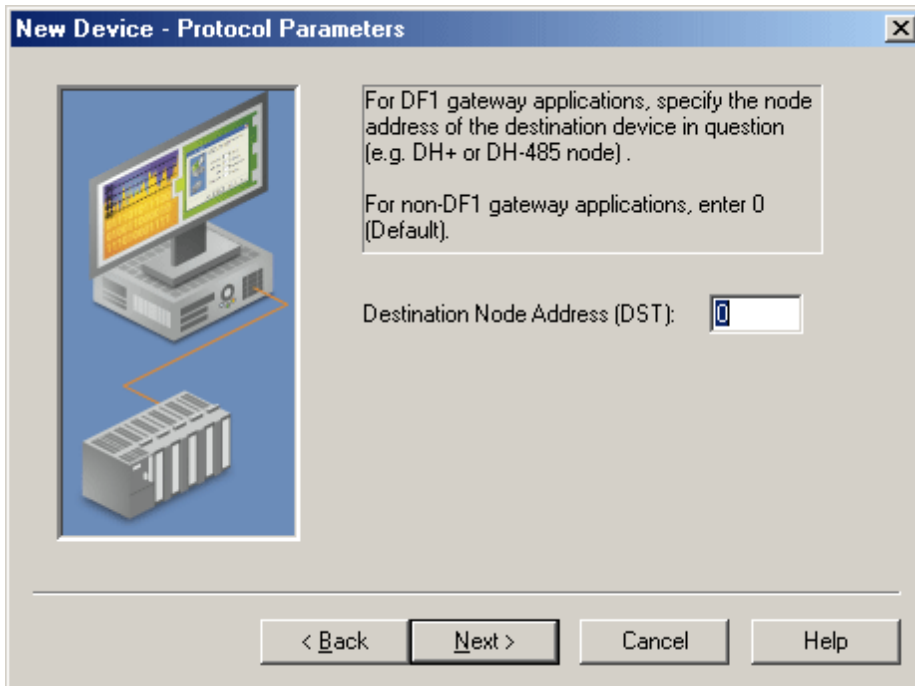 New Device - Protocol Parameters
For DF1 gateway applications, specify the node
address of the destination device in question
(e.g. DH+ or DH-485 node) .
For non-DF1 gateway applications, enter 0
(Default).
Destination Node Address (DST): 0
< Back Next > Cancel Help